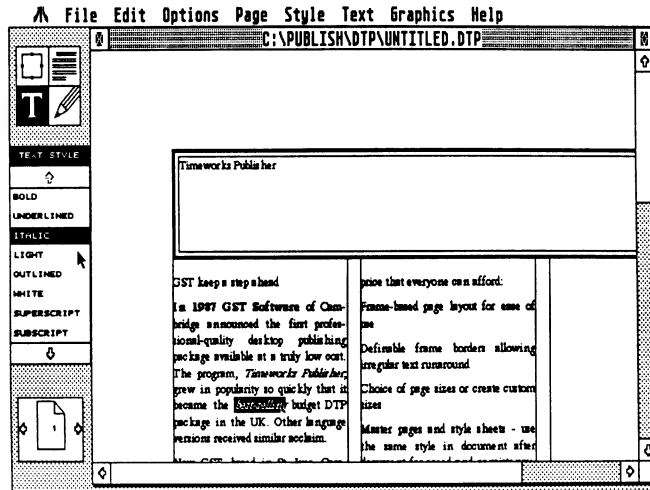 File Edit Options Page Style Text Graphics Help
C:\PUBLISH\DTP\UNTITLED.DTP
TEXT STYLE
BOLD
UNDERLINED
ITALIC
LIGHT
OUTLINED
WHITE
SUPERSCRIPT
SUBSCRIPT
1
Timeworks Publisher
GST keep a step ahead
In 1987 GST Software of Cam-
bridge announced the first profes-
sional-quality desktop publishing
package available at a truly low cost.
The program, Timeworks Publisher,
grew in popularity so quickly that it
became the budget DTP
package in the UK. Other language
versions received similar acclaim.
price that everyone can afford:
Frame-based page layout for ease of
use
Definable frame borders allowing
irregular text runaround
Choice of page sizes or create custom
sizes
Master pages and style sheets - use
the same style in document after